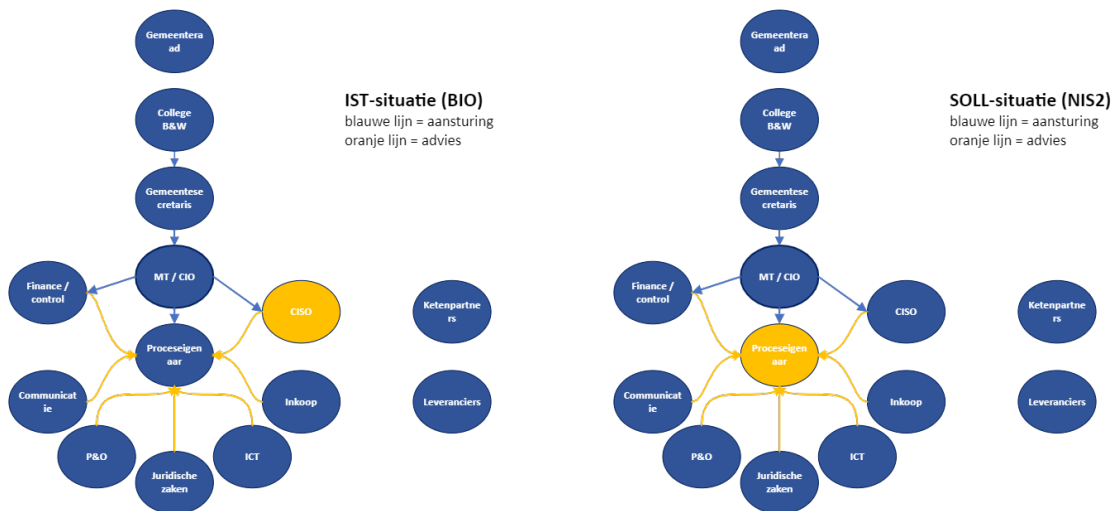 Gemeentera
ad
IST-situatie (BIO)
blauwe lijn = aansturing
oranje lijn = advies
College
B&W
Gemeentese
cretaris
MT / CIO
Finance /
control
CISO
Ketenpartne
rs
Proceseigen
aar
Communicat
ie
Inkoop
Leveranciers
P&O
ICT
Juridische
zaken
Gemeentera
ad
SOLL-situatie (NIS2)
blauwe lijn = aansturing
oranje lijn = advies
College
B&W
Gemeentese
cretaris
MT / CIO
Finance /
control
CISO
Ketenpartne
rs
Proceseigen
aar
Communicat
ie
Inkoop
Leveranciers
P&O
ICT
Juridische
zaken